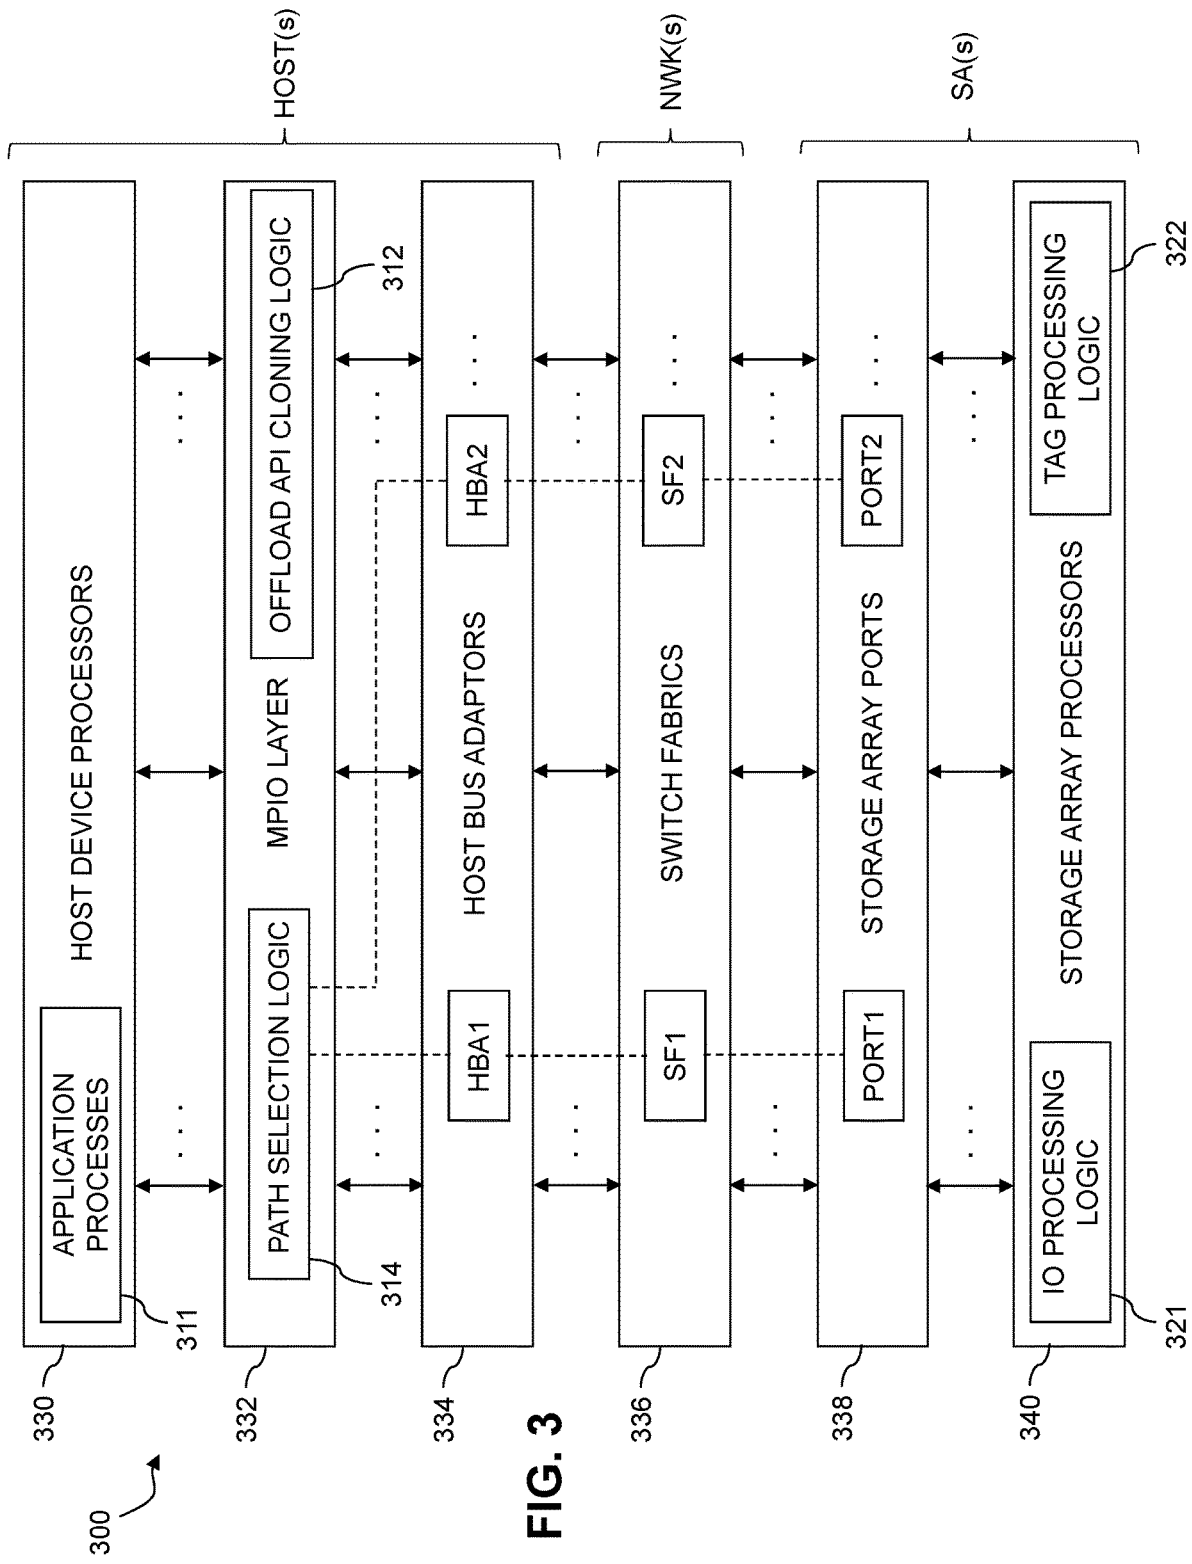 300
330
HOST DEVICE PROCESSORS
APPLICATION
PROCESSES
311
HOST(s)
332
PATH SELECTION LOGIC
314
MPIO LAYER
OFFLOAD API CLONING LOGIC
312
334
HBA1
HOST BUS ADAPTORS
HBA2
. . .
336
SF1
SWITCH FABRICS
SF2
. . .
NWK(s)
338
PORT1
STORAGE ARRAY PORTS
PORT2
. . .
SA(s)
340
IO PROCESSING
LOGIC
321
STORAGE ARRAY PROCESSORS
TAG PROCESSING
LOGIC
322
FIG. 3